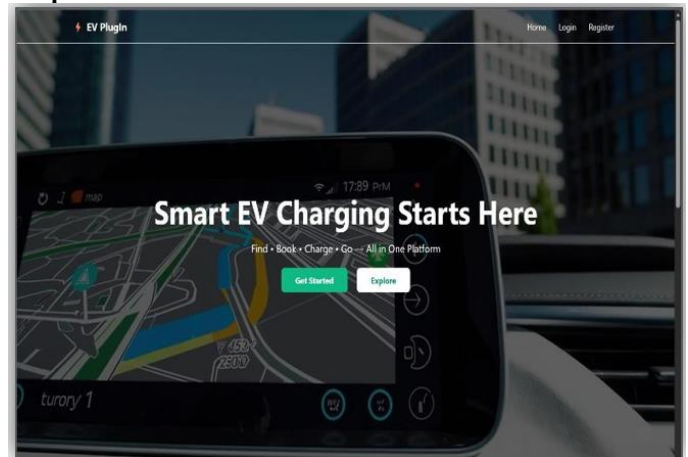 EV PlugIn
Home Login Register
map
17:89 PrM
Smart EV Charging Starts Here
Find • Book • Charge • Go — All in One Platform
Get Started Explore
turory 1